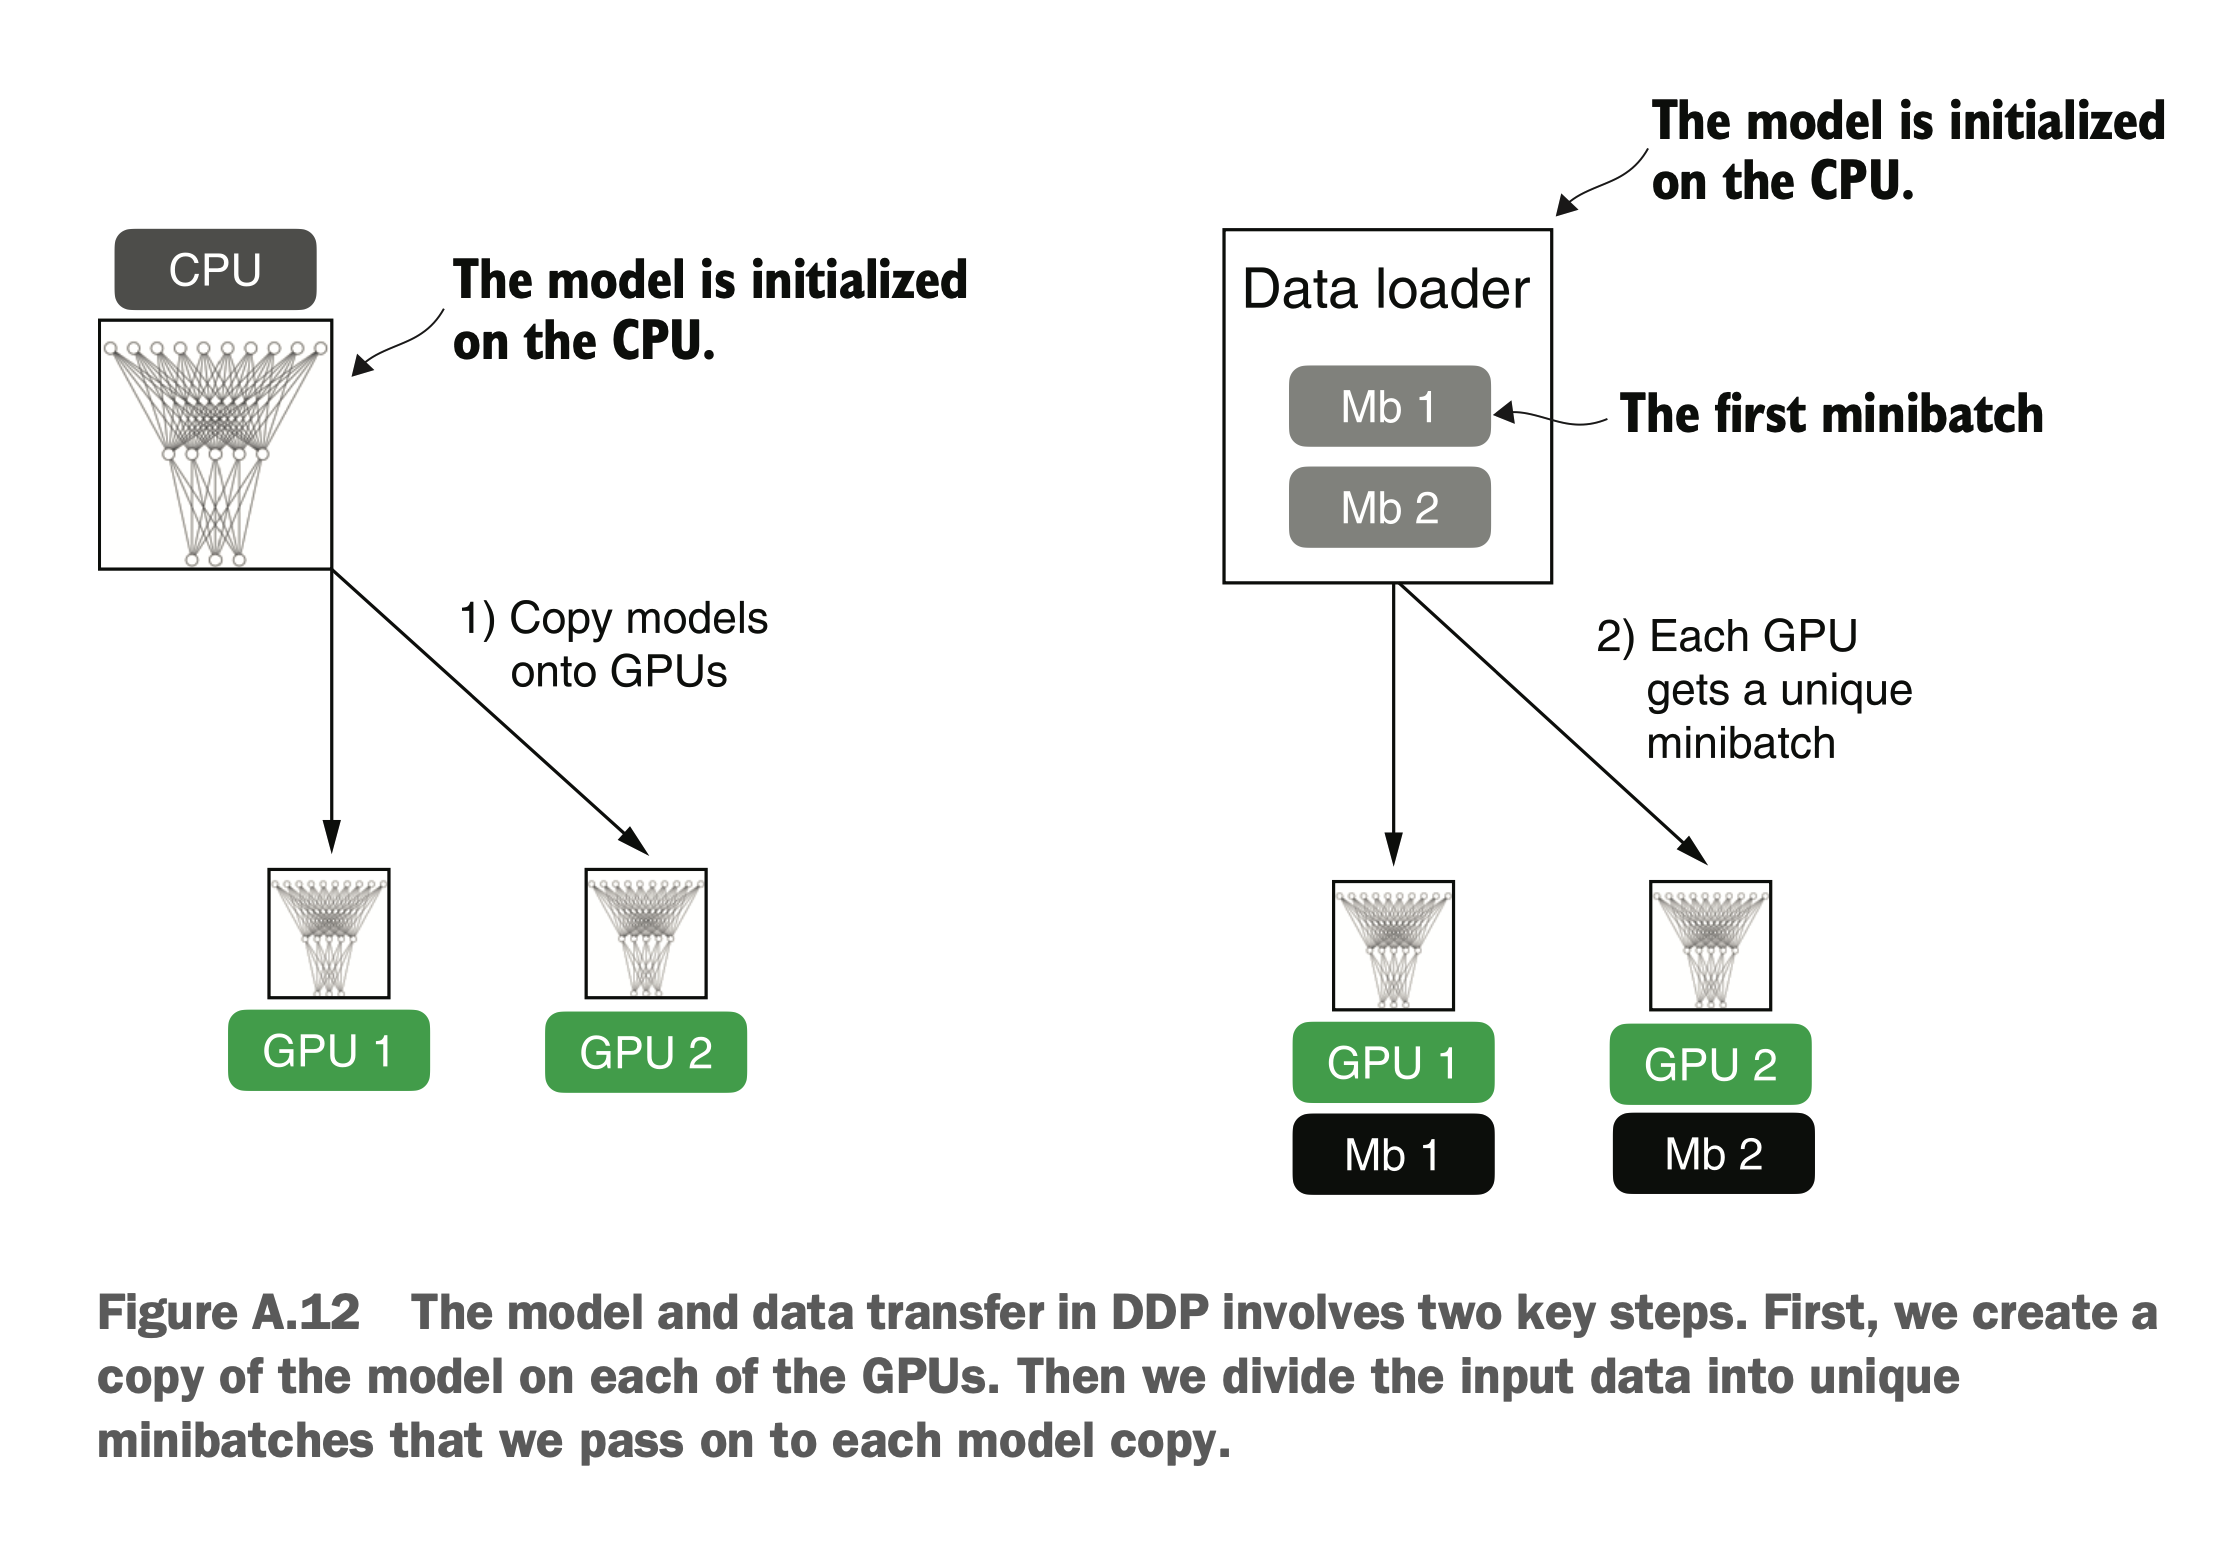 CPU
The model is initialized
on the CPU.
1) Copy models
onto GPUs
GPU 1
GPU 2
The model is initialized
on the CPU.
Data loader
Mb 1
The first minibatch
Mb 2
2) Each GPU
gets a unique
minibatch
GPU 1
GPU 2
Mb 1
Mb 2
Figure A.12 The model and data transfer in DDP involves two key steps. First, we create a
copy of the model on each of the GPUs. Then we divide the input data into unique
minibatches that we pass on to each model copy.